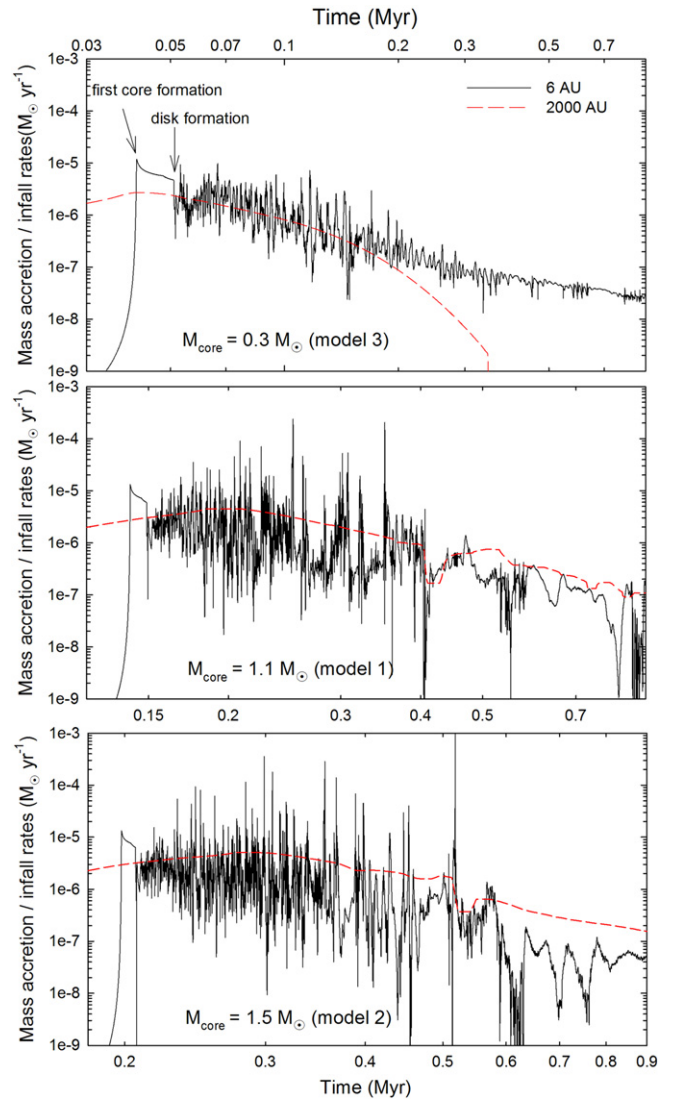 Time (Myr)
0.03 0.05 0.07 0.1 0.2 0.3 0.5 0.7
1e-3
1e-4
1e-5
1e-6
1e-7
1e-8
1e-9
Mass accretion / infall rates(M☉ yr⁻¹)
first core formation
disk formation
6 AU
2000 AU
Mcore = 0.3 M☉ (model 3)
1e-3
1e-4
1e-5
1e-6
1e-7
1e-8
1e-9
Mass accretion / infall rates (M☉ yr⁻¹)
Mcore = 1.1 M☉ (model 1)
0.15 0.2 0.3 0.4 0.5 0.7
1e-3
1e-4
1e-5
1e-6
1e-7
1e-8
1e-9
Mass accretion / infall rates (M☉ yr⁻¹)
Mcore = 1.5 M☉ (model 2)
0.2 0.3 0.4 0.5 0.6 0.7 0.8 0.9
Time (Myr)